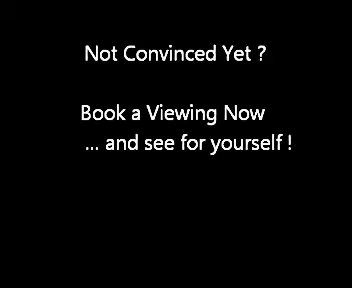 Not Convinced Yet ?
Book a Viewing Now
... and see for yourself !